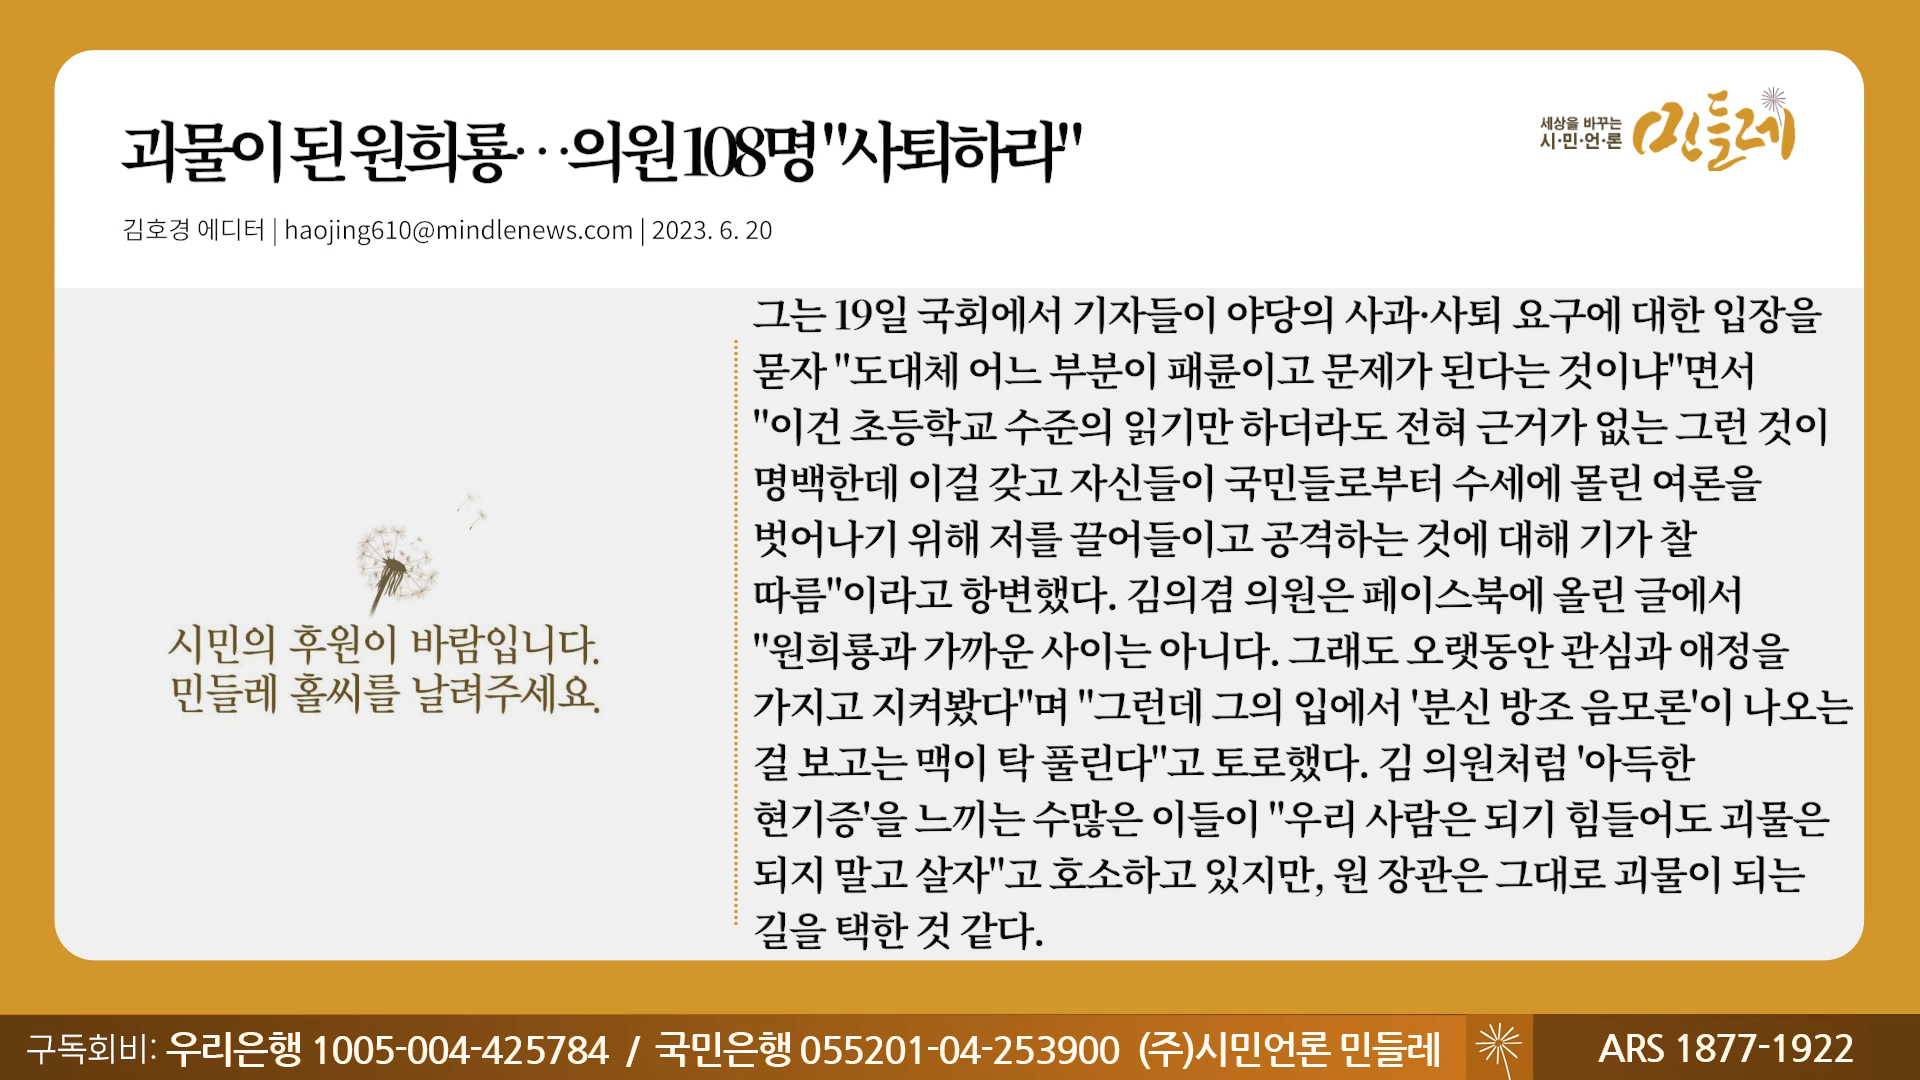 괴물이 된 원희룡…의원 108명 "사퇴하라"
세상을 바꾸는
시·민·언·론
민들레
김호경 에디터 | haojing610@mindlenews.com | 2023. 6. 20
시민의 후원이 바람입니다.
민들레 홀씨를 날려주세요.
그는 19일 국회에서 기자들이 야당의 사과·사퇴 요구에 대한 입장을
묻자 "도대체 어느 부분이 패륜이고 문제가 된다는 것이냐"면서
"이건 초등학교 수준의 읽기만 하더라도 전혀 근거가 없는 그런 것이
명백한데 이걸 갖고 자신들이 국민들로부터 수세에 몰린 여론을
벗어나기 위해 저를 끌어들이고 공격하는 것에 대해 기가 찰
따름"이라고 항변했다. 김의겸 의원은 페이스북에 올린 글에서
"원희룡과 가까운 사이는 아니다. 그래도 오랫동안 관심과 애정을
가지고 지켜봤다"며 "그런데 그의 입에서 '분신 방조 음모론'이 나오는
걸 보고는 맥이 탁 풀린다"고 토로했다. 김 의원처럼 '아득한
현기증'을 느끼는 수많은 이들이 "우리 사람은 되기 힘들어도 괴물은
되지 말고 살자"고 호소하고 있지만, 원 장관은 그대로 괴물이 되는
길을 택한 것 같다.
구독회비: 우리은행 1005-004-425784 / 국민은행 055201-04-253900 (주)시민언론 민들레
ARS 1877-1922